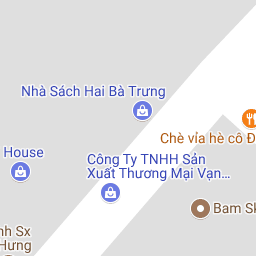 Nhà Sách Hai Bà Trưng
Chè vỉa hè cô Đ
House
Công Ty TNHH Sản
Xuất Thương Mại Vạn...
Bam Sk
nh Sx
Hưng